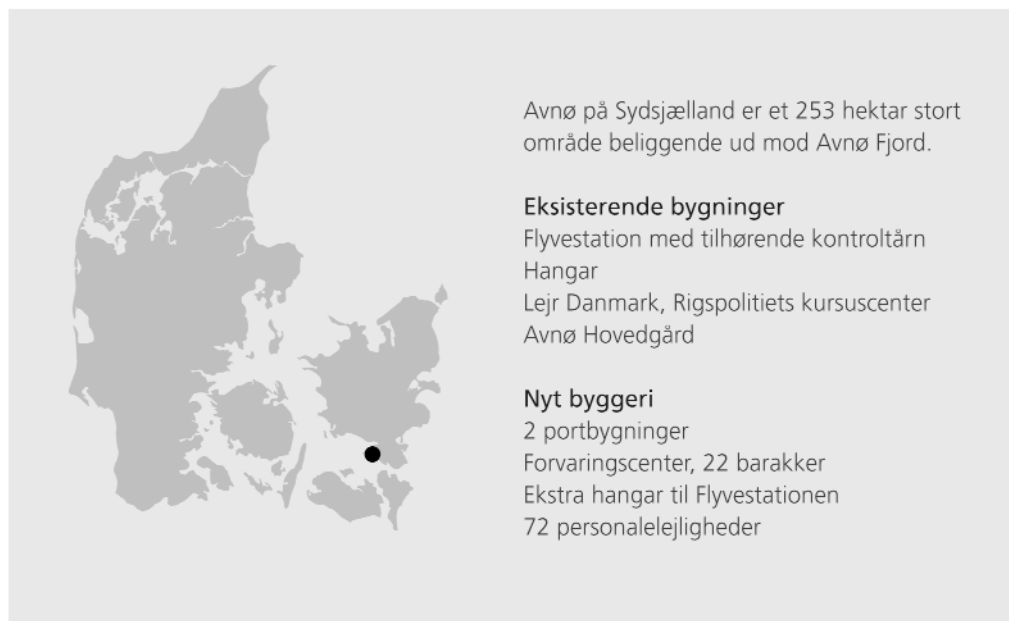 Avnø på Sydsjælland er et 253 hektar stort
område beliggende ud mod Avnø Fjord.
Eksisterende bygninger
Flyvestation med tilhørende kontroltårn
Hangar
Lejr Danmark, Rigspolitiets kursuscenter
Avnø Hovedgård
Nyt byggeri
2 portbygninger
Forvaringscenter, 22 barakker
Ekstra hangar til Flyvestationen
72 personalelejligheder